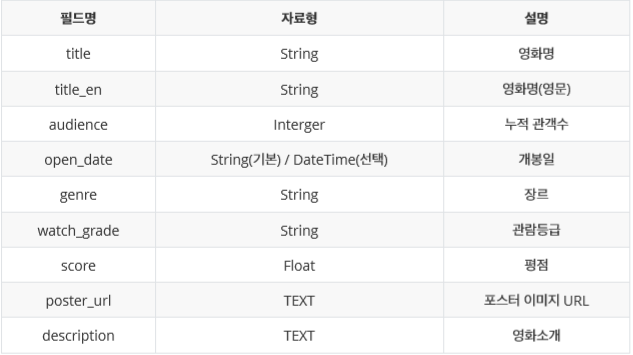 필드명 자료형 설명
title String 영화명
title_en String 영화명(영문)
audience Interger 누적 관객수
open_date String(기본) / DateTime(선택) 개봉일
genre String 장르
watch_grade String 관람등급
score Float 평점
poster_url TEXT 포스터 이미지 URL
description TEXT 영화소개